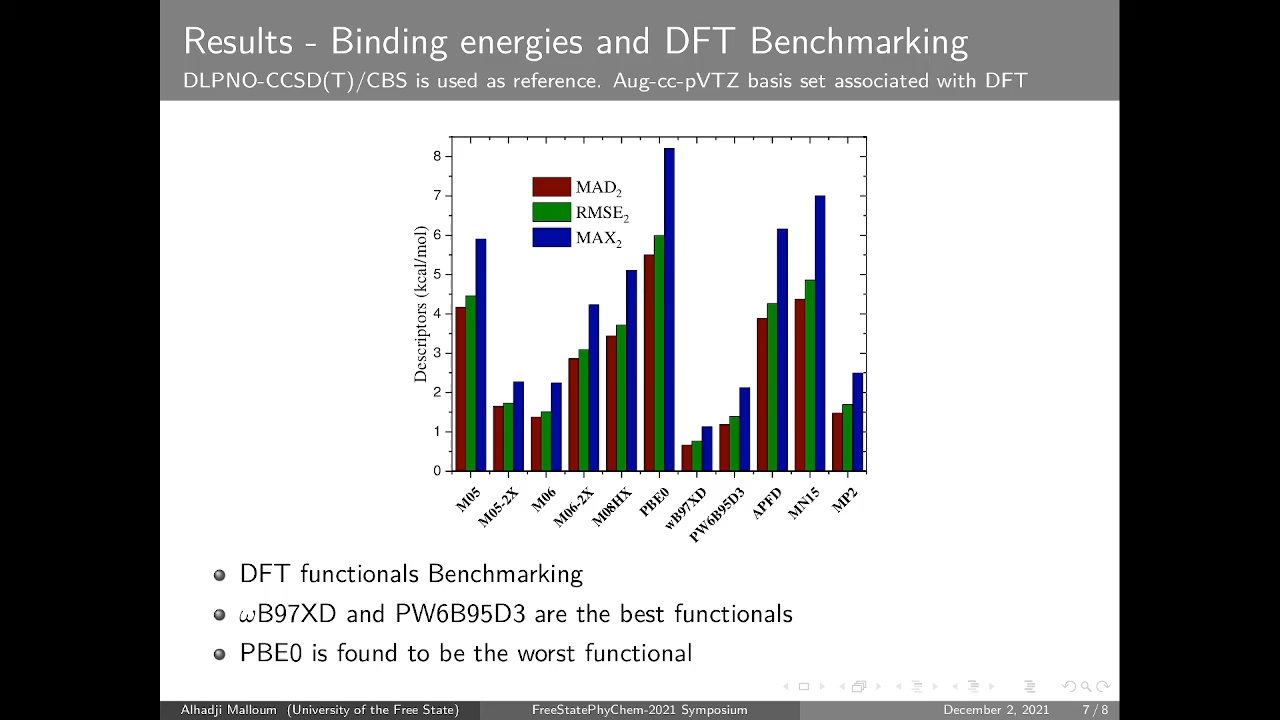 Results - Binding energies and DFT Benchmarking
DLPNO-CCSD(T)/CBS is used as reference. Aug-cc-pVTZ basis set associated with DFT
8
7
6
5
4
3
2
1
0
Descriptors (kcal/mol)
MAD2
RMSE2
MAX2
M05
M05-2X
M06
M06-2X
M08HX
PBE0
wB97XD
PW6B95D3
APFD
MN15
MP2
DFT functionals Benchmarking
ωB97XD and PW6B95D3 are the best functionals
PBE0 is found to be the worst functional
Alhadji Malloum (University of the Free State) FreeStatePhyChem-2021 Symposium December 2, 2021 7 / 8